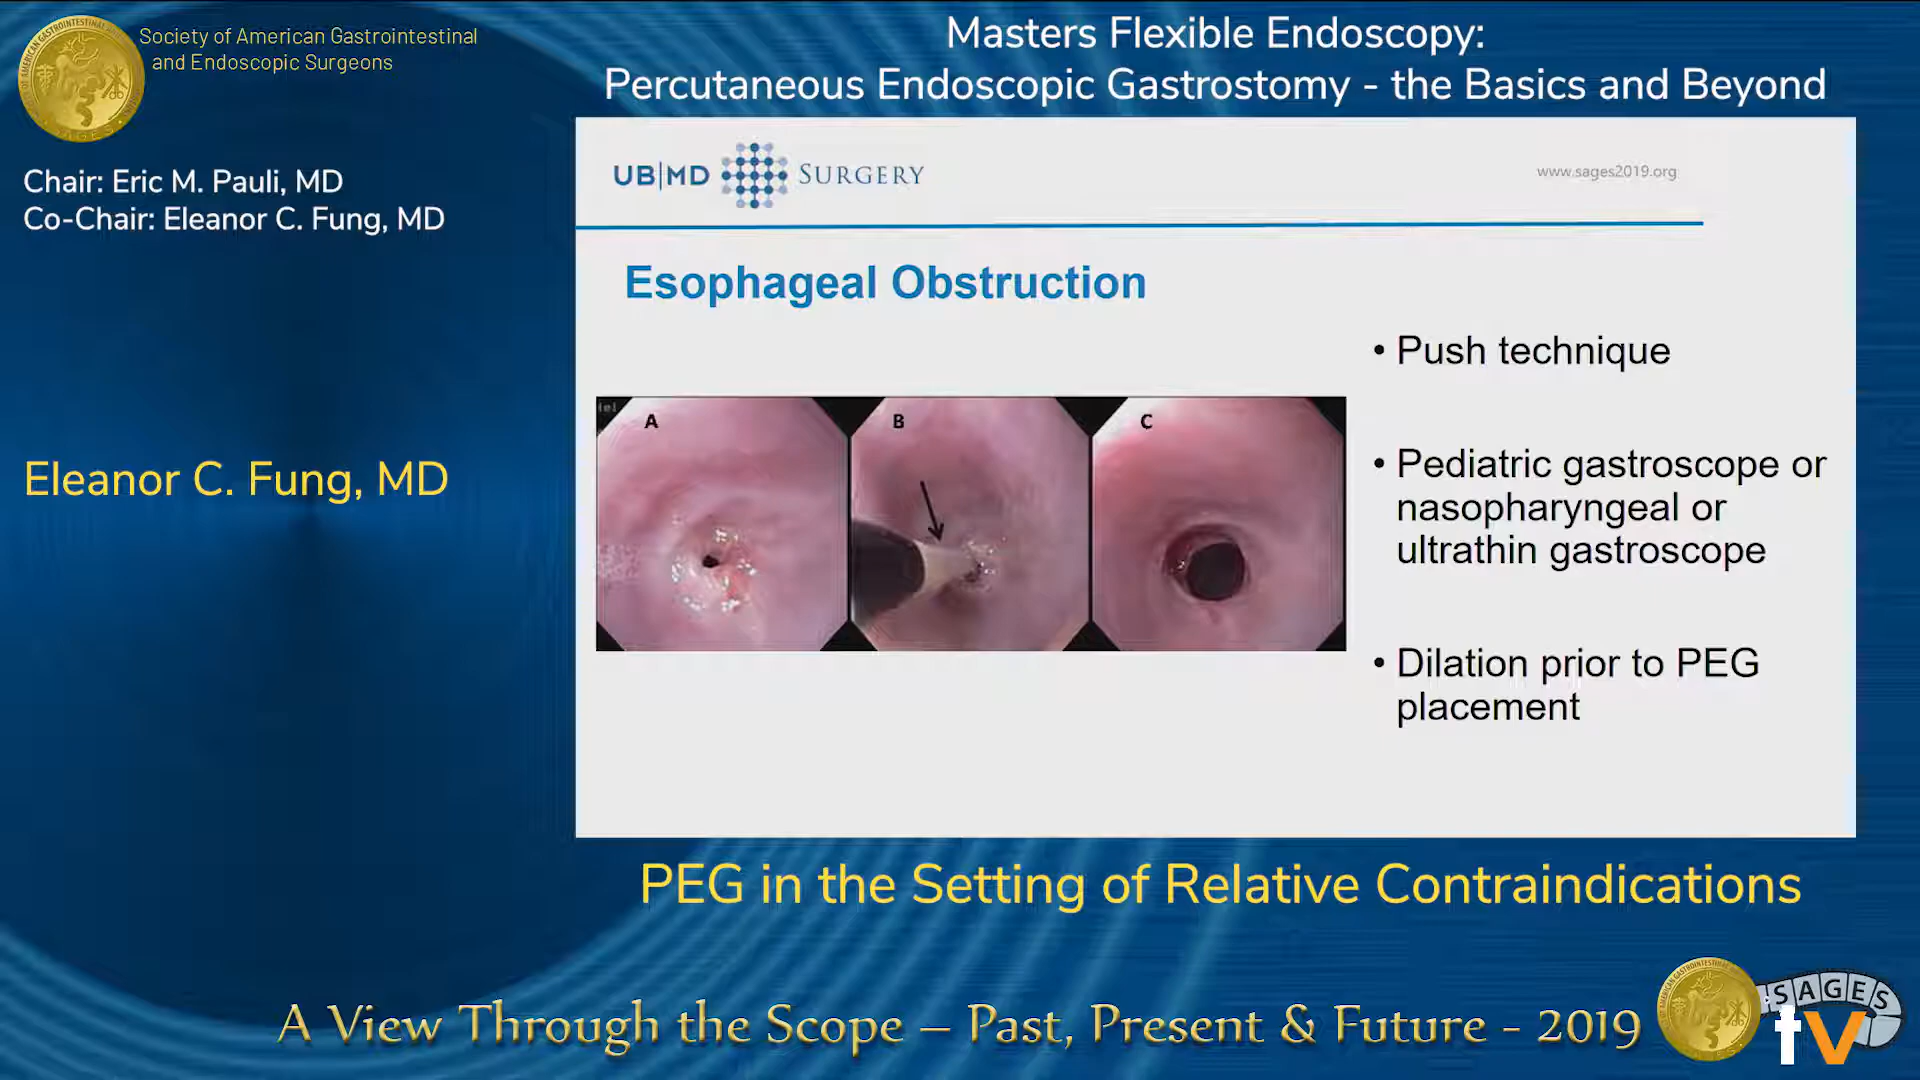 Society of American Gastrointestinal
and Endoscopic Surgeons
Masters Flexible Endoscopy:
Percutaneous Endoscopic Gastrostomy - the Basics and Beyond
Chair: Eric M. Pauli, MD
Co-Chair: Eleanor C. Fung, MD
Eleanor C. Fung, MD
UB|MD SURGERY
www.sages2019.org
Esophageal Obstruction
A
B
C
• Push technique
• Pediatric gastroscope or
nasopharyngeal or
ultrathin gastroscope
• Dilation prior to PEG
placement
PEG in the Setting of Relative Contraindications
A View Through the Scope – Past, Present & Future - 2019
SAGES
tv